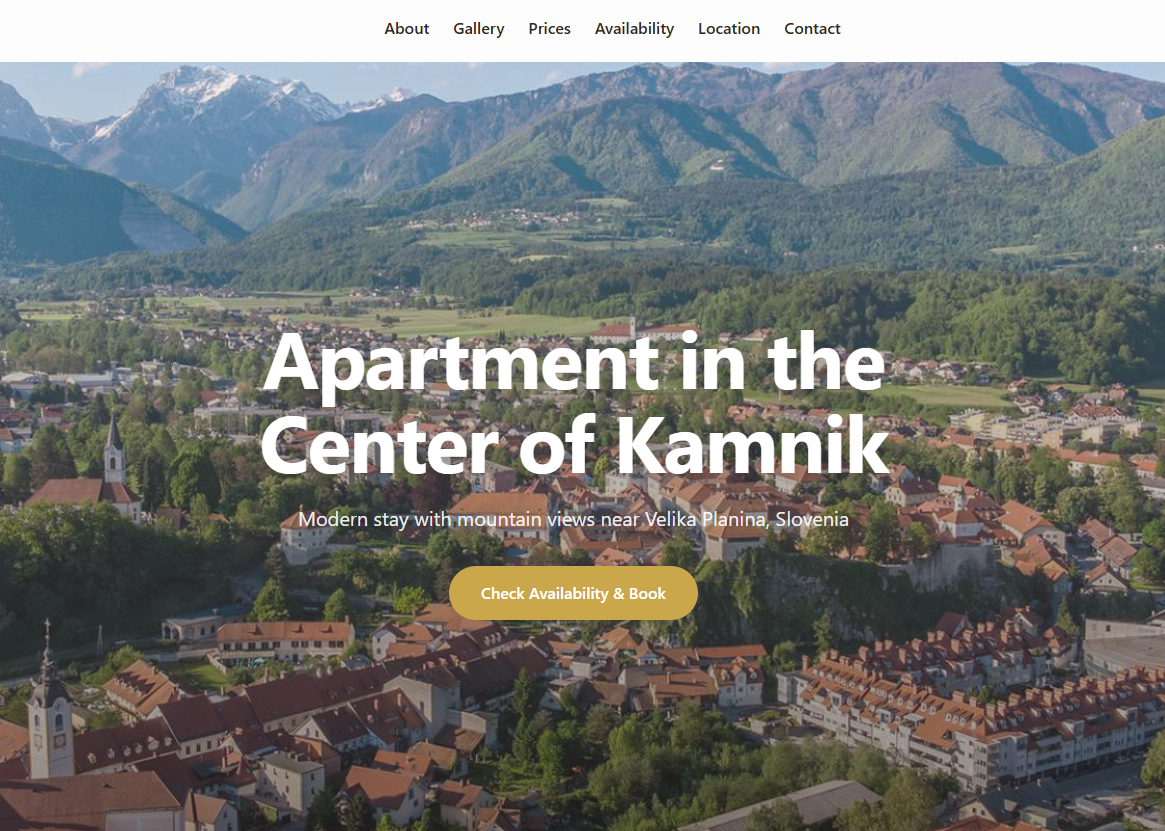 About Gallery Prices Availability Location Contact
Apartment in the
Center of Kamnik
Modern stay with mountain views near Velika Planina, Slovenia
Check Availability & Book